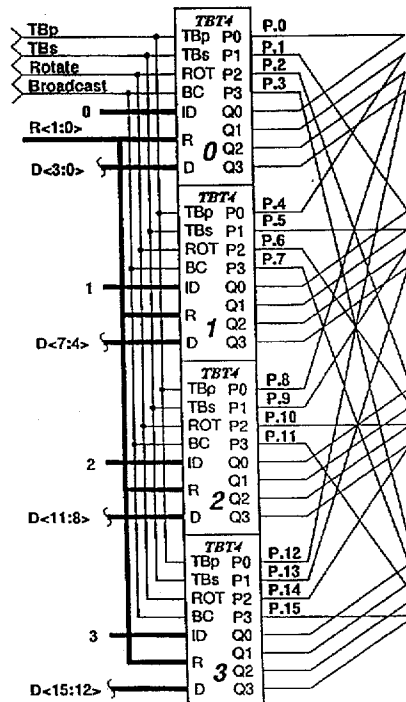 TBp
TBs
Rotate
Broadcast
0
R<1:0>
D<3:0>
TBT4
TBp P0 P.0
TBs P1 P.1
ROT P2 P.2
BC P3 P.3
ID Q0
Q1
R Q2
0
D Q3
TBT4
TBp P0 P.4
TBs P1 P.5
ROT P2 P.6
BC P3 P.7
1 ID Q0
Q1
R Q2
1
D<7:4> D Q3
TBT4
TBp P0 P.8
TBs P1 P.9
ROT P2 P.10
BC P3 P.11
2 ID Q0
Q1
R Q2
2
D<11:8> D Q3
TBT4
TBp P0 P.12
TBs P1 P.13
ROT P2 P.14
BC P3 P.15
3 ID Q0
Q1
R Q2
3
D<15:12> D Q3